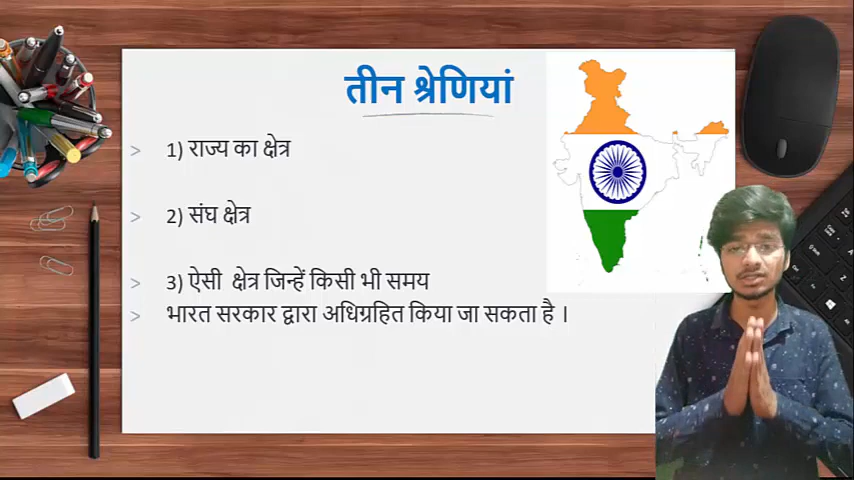 तीन श्रेणियां
1) राज्य का क्षेत्र
2) संघ क्षेत्र
3) ऐसी क्षेत्र जिन्हें किसी भी समय
भारत सरकार द्वारा अधिग्रहित किया जा सकता है ।